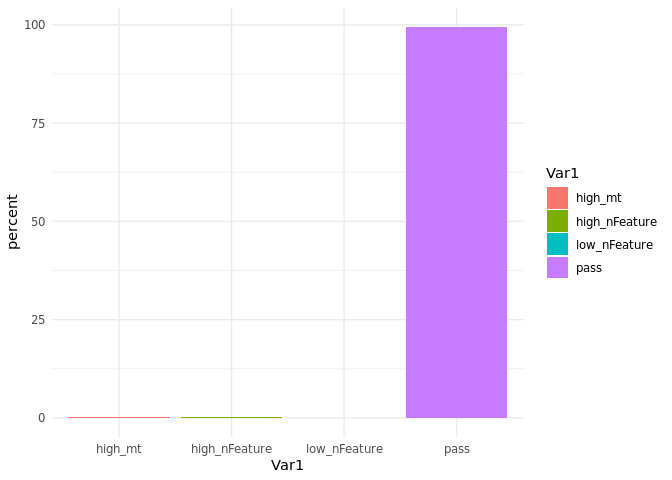 100
75
50
25
0
percent
high_mt
high_nFeature
low_nFeature
pass
Var1
Var1
high_mt
high_nFeature
low_nFeature
pass